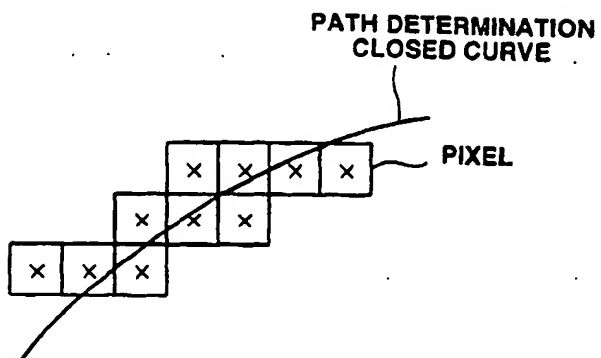 PATH DETERMINATION
CLOSED CURVE
PIXEL
× × × ×
× × ×
× × ×